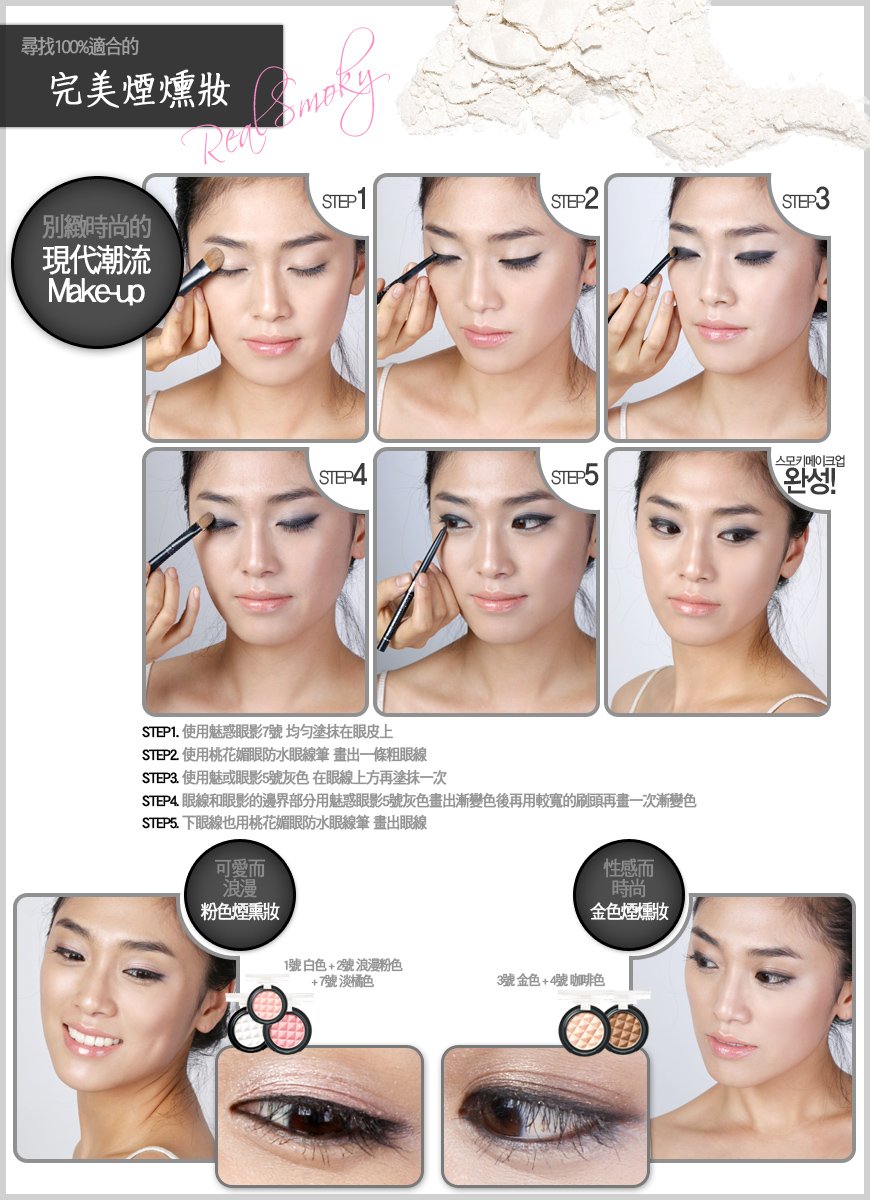 尋找100%適合的
完美煙燻妝
Real Smoky
別緻時尚的
現代潮流
Make-up
STEP1
STEP2
STEP3
STEP4
STEP5
스모키메이크업
완성!
STEP1. 使用魅惑眼影7號 均勻塗抹在眼皮上
STEP2. 使用桃花媚眼防水眼線筆 畫出一條粗眼線
STEP3. 使用魅或眼影5號灰色 在眼線上方再塗抹一次
STEP4. 眼線和眼影的邊界部分用魅惑眼影5號灰色畫出漸變色後再用較寬的刷頭再畫一次漸變色
STEP5. 下眼線也用桃花媚眼防水眼線筆 畫出眼線
可愛而
浪漫
粉色煙熏妝
1號 白色 + 2號 浪漫粉色
+ 7號 淡橘色
性感而
時尚
金色煙燻妝
3號 金色 + 4號 咖啡色